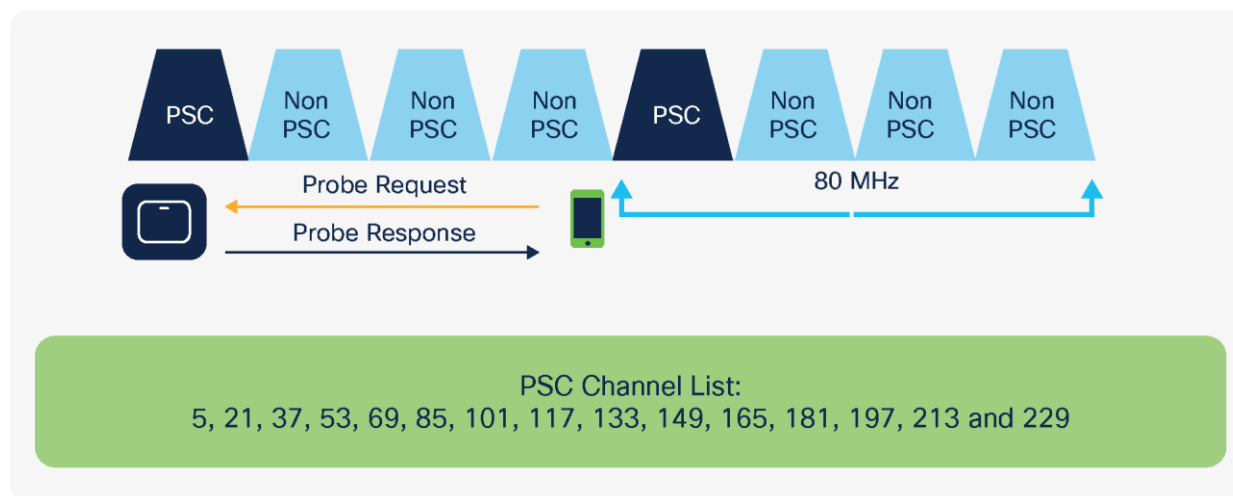 PSC
Non
PSC
Non
PSC
Non
PSC
PSC
Non
PSC
Non
PSC
Non
PSC
Probe Request
80 MHz
Probe Response
PSC Channel List:
5, 21, 37, 53, 69, 85, 101, 117, 133, 149, 165, 181, 197, 213 and 229